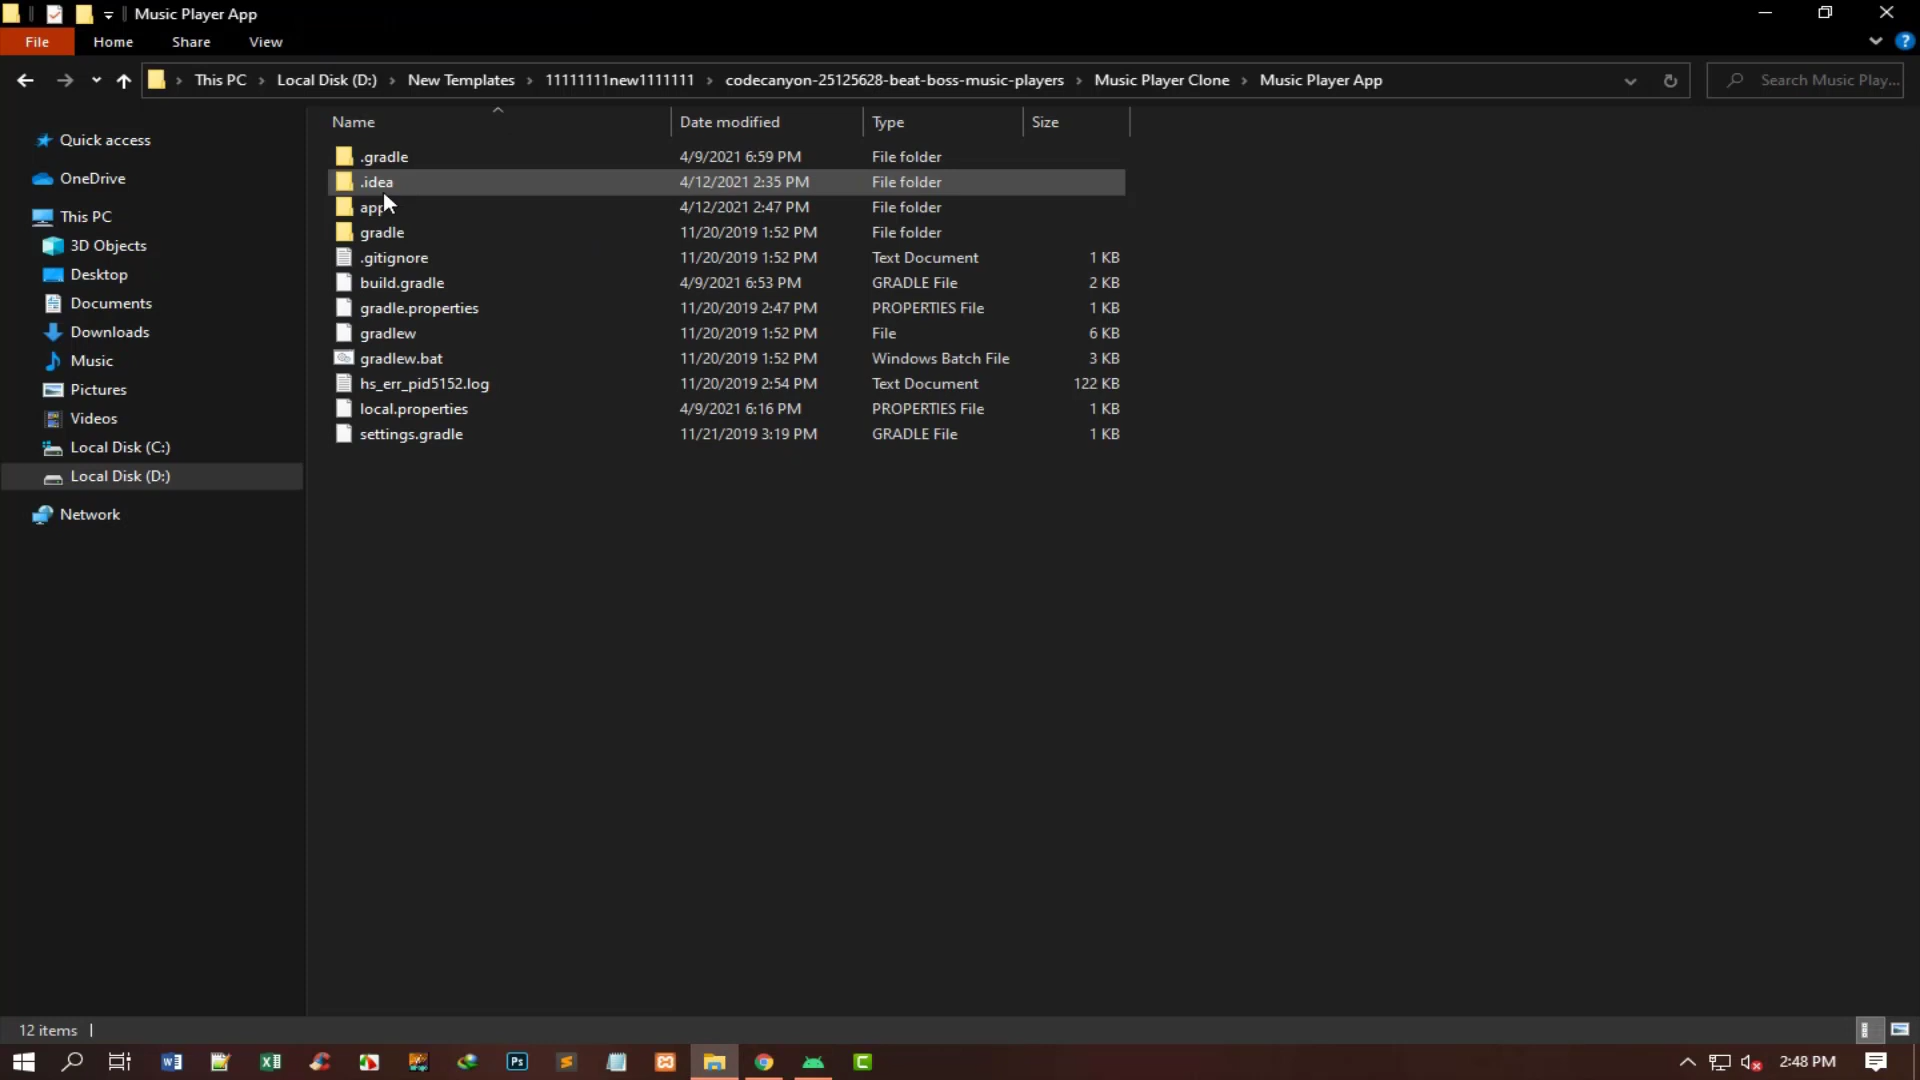 Music Player App
File Home Share View
This PC Local Disk (D:) New Templates 11111111new1111111 codecanyon-25125628-beat-boss-music-players Music Player Clone Music Player App Search Music Play...
Name Date modified Type Size
Quick access
OneDrive
This PC
3D Objects
Desktop
Documents
Downloads
Music
Pictures
Videos
Local Disk (C:)
Local Disk (D:)
Network
.gradle 4/9/2021 6:59 PM File folder
.idea 4/12/2021 2:35 PM File folder
app 4/12/2021 2:47 PM File folder
gradle 11/20/2019 1:52 PM File folder
.gitignore 11/20/2019 1:52 PM Text Document 1 KB
build.gradle 4/9/2021 6:53 PM GRADLE File 2 KB
gradle.properties 11/20/2019 2:47 PM PROPERTIES File 1 KB
gradlew 11/20/2019 1:52 PM File 6 KB
gradlew.bat 11/20/2019 1:52 PM Windows Batch File 3 KB
hs_err_pid5152.log 11/20/2019 2:54 PM Text Document 122 KB
local.properties 4/9/2021 6:16 PM PROPERTIES File 1 KB
settings.gradle 11/21/2019 3:19 PM GRADLE File 1 KB
12 items
2:48 PM